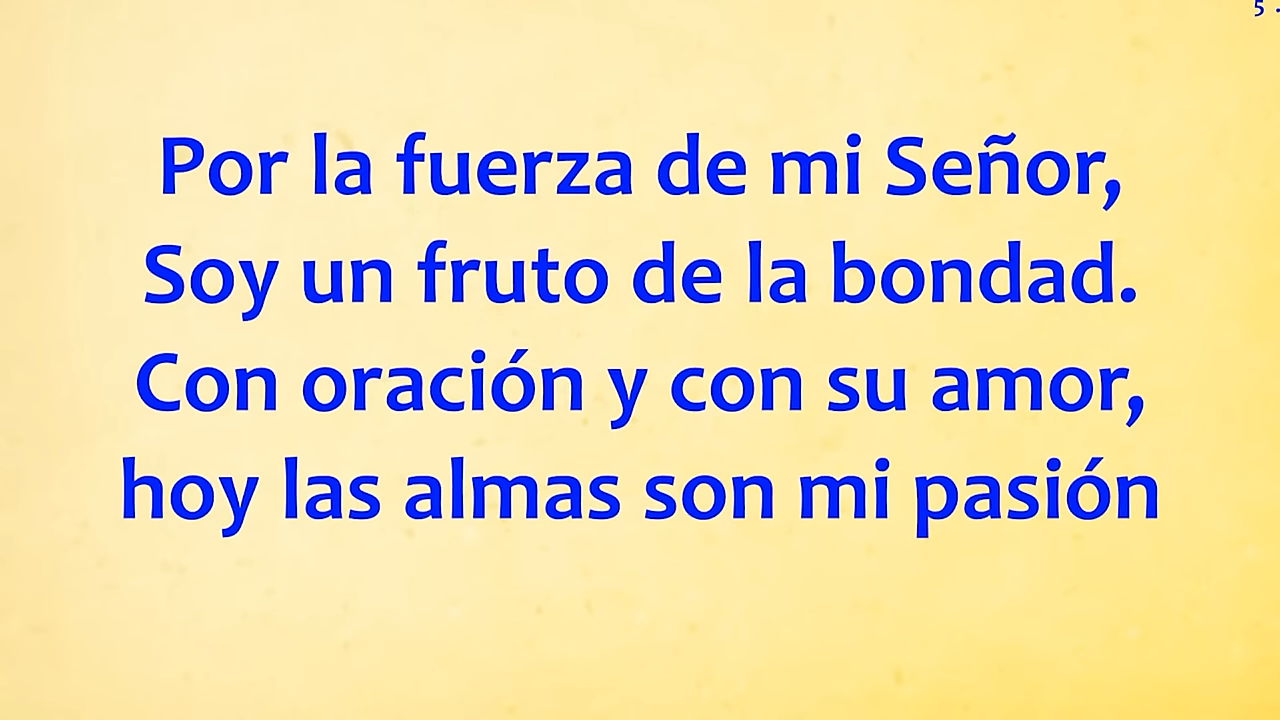 5 .
Por la fuerza de mi Señor,
Soy un fruto de la bondad.
Con oración y con su amor,
hoy las almas son mi pasión